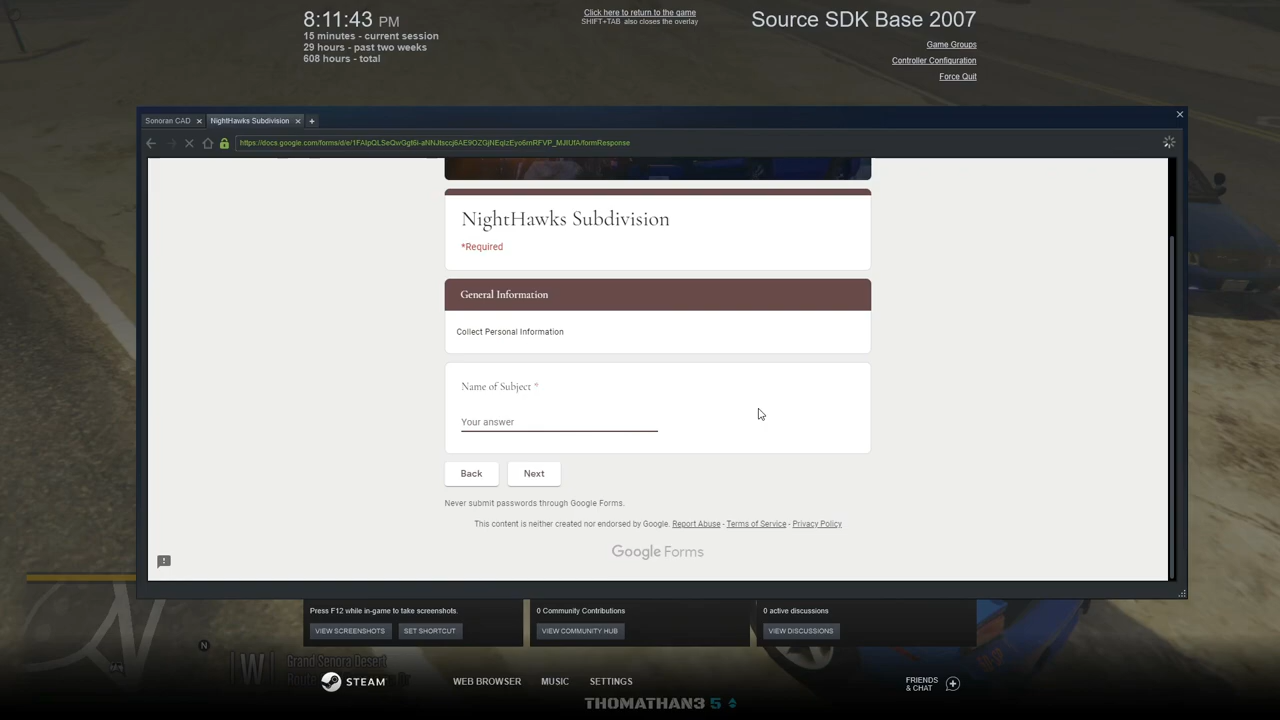 8:11:43 PM
15 minutes - current session
29 hours - past two weeks
608 hours - total
Click here to return to the game
SHIFT+TAB also closes the overlay
Source SDK Base 2007
Game Groups
Controller Configuration
Force Quit
Sonoran CAD
NightHawks Subdivision
NightHawks Subdivision
*Required
General Information
Collect Personal Information
Name of Subject *
Your answer
Back
Next
Never submit passwords through Google Forms.
This content is neither created nor endorsed by Google. Report Abuse - Terms of Service - Privacy Policy
Google Forms
Press F12 while in-game to take screenshots.
VIEW SCREENSHOTS
SET SHORTCUT
0 Community Contributions
VIEW COMMUNITY HUB
0 active discussions
VIEW DISCUSSIONS
N
W
Grand Senora Desert
STEAM
WEB BROWSER
MUSIC
SETTINGS
FRIENDS
& CHAT
THOMATHAN3 5